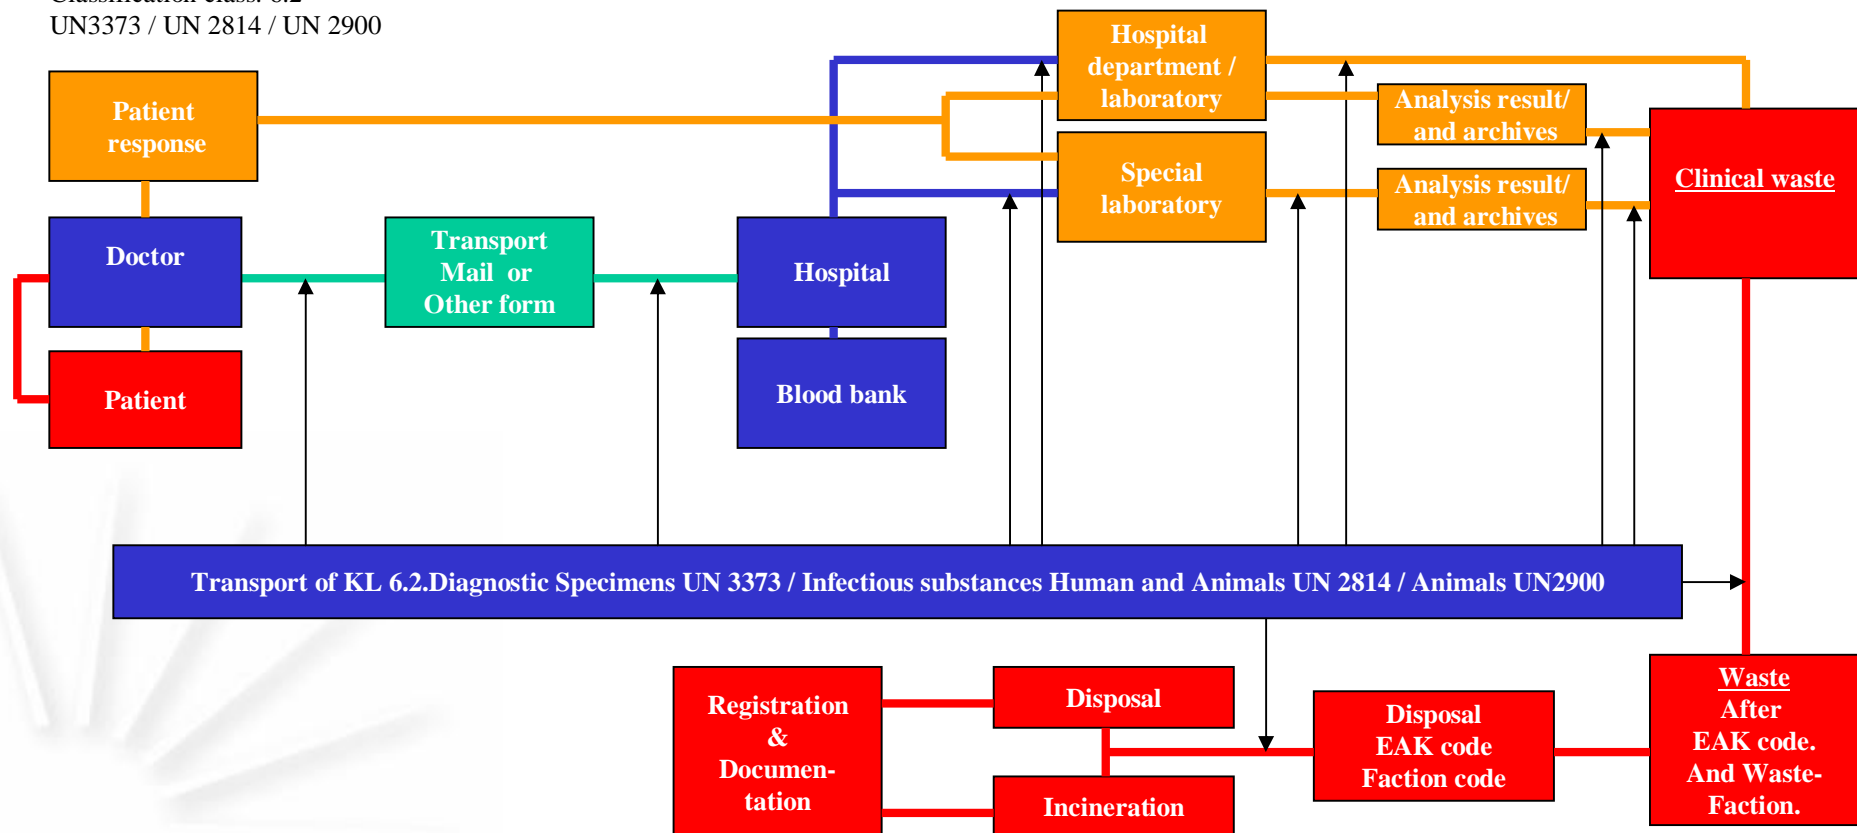 UN3373 / UN 2814 / UN 2900
Hospital
department /
laboratory
Patient
response
Analysis result/
and archives
Special
laboratory
Analysis result/
and archives
Clinical waste
Doctor
Transport
Mail or
Other form
Hospital
Patient
Blood bank
Transport of KL 6.2.Diagnostic Specimens UN 3373 / Infectious substances Human and Animals UN 2814 / Animals UN2900
Registration
&
Documen-
tation
Disposal
Incineration
Disposal
EAK code
Faction code
Waste
After
EAK code.
And Waste-
Faction.